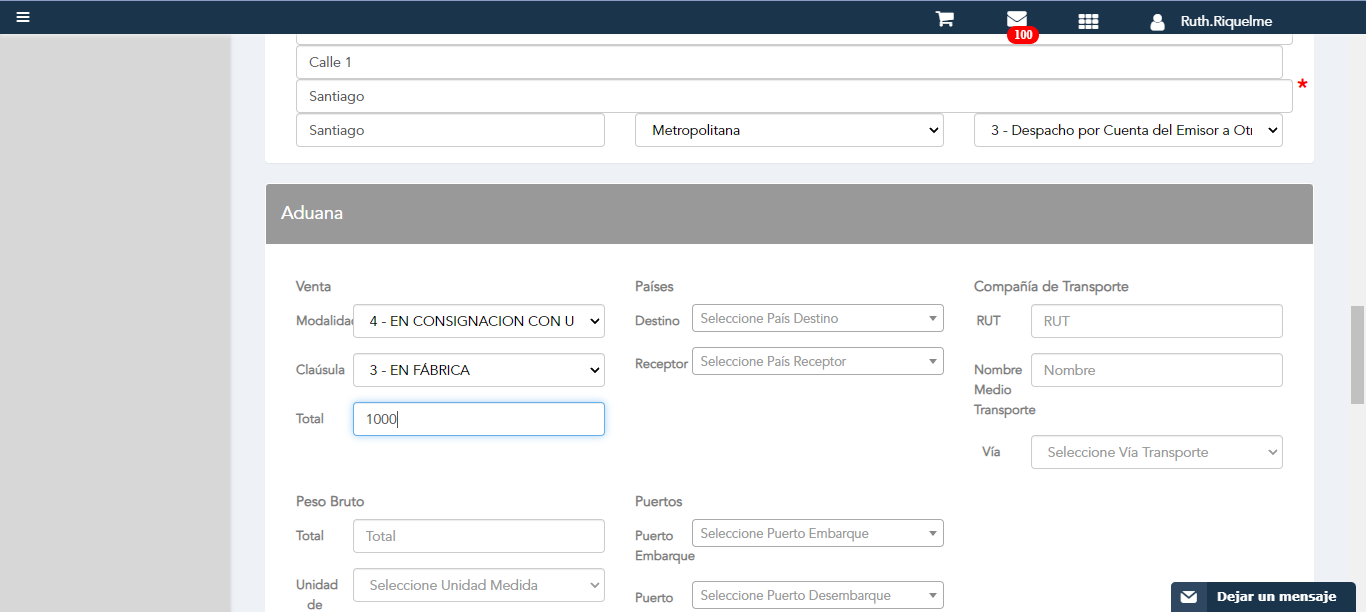 Ruth.Riquelme
100
Calle 1
Santiago
*
Santiago
Metropolitana
3 - Despacho por Cuenta del Emisor a Otr
Aduana
Venta
Modalidad
4 - EN CONSIGNACION CON U
Claúsula
3 - EN FÁBRICA
Total
1000
Países
Destino
Seleccione País Destino
Receptor
Seleccione País Receptor
Compañía de Transporte
RUT
RUT
Nombre
Medio
Transporte
Nombre
Vía
Seleccione Vía Transporte
Peso Bruto
Total
Total
Unidad
de
Seleccione Unidad Medida
Puertos
Puerto
Embarque
Seleccione Puerto Embarque
Puerto
Seleccione Puerto Desembarque
Dejar un mensaje